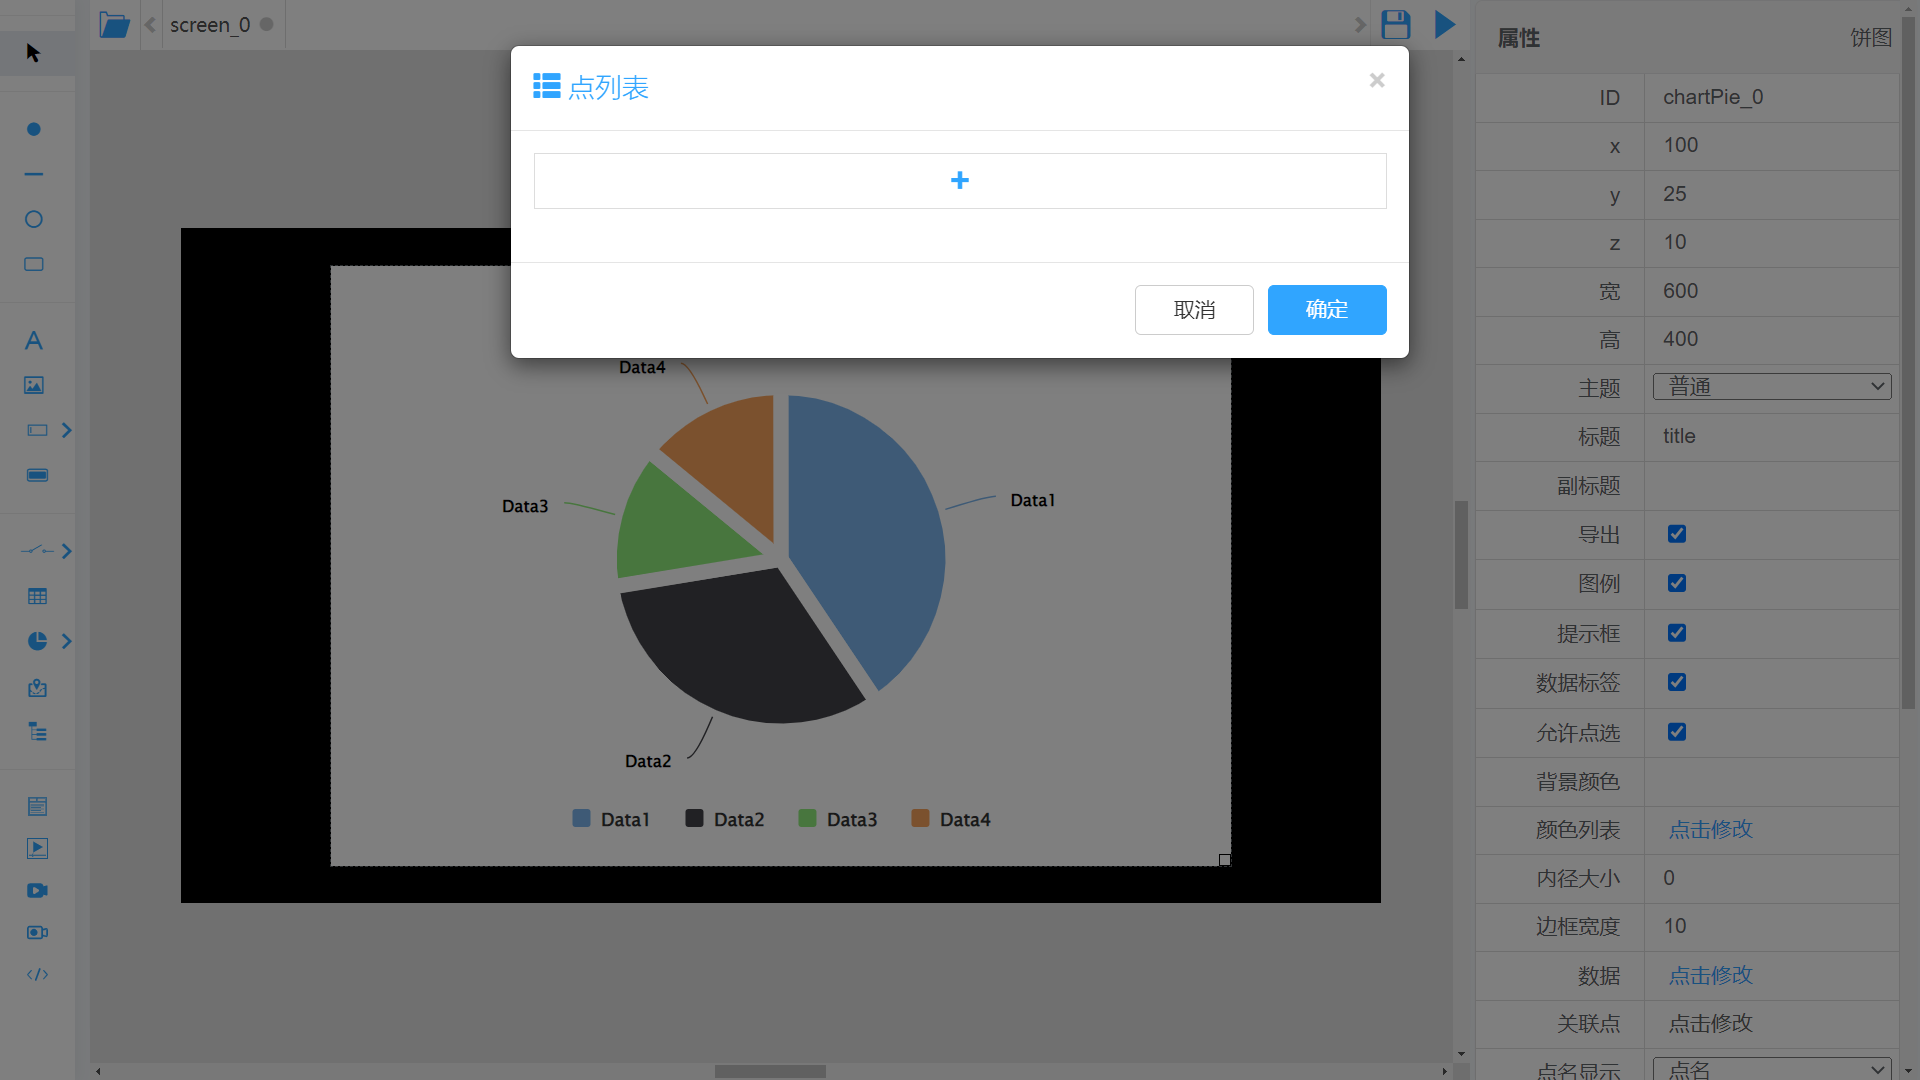 screen_0
点列表
×
取消
确定
Data4
Data3
Data1
Data2
Data1
Data2
Data3
Data4
属性
饼图
ID
chartPie_0
x
100
y
25
z
10
宽
600
高
400
主题
普通
标题
title
副标题
导出
图例
提示框
数据标签
允许点选
背景颜色
颜色列表
点击修改
内径大小
0
边框宽度
10
数据
点击修改
关联点
点击修改
点名显示
点名